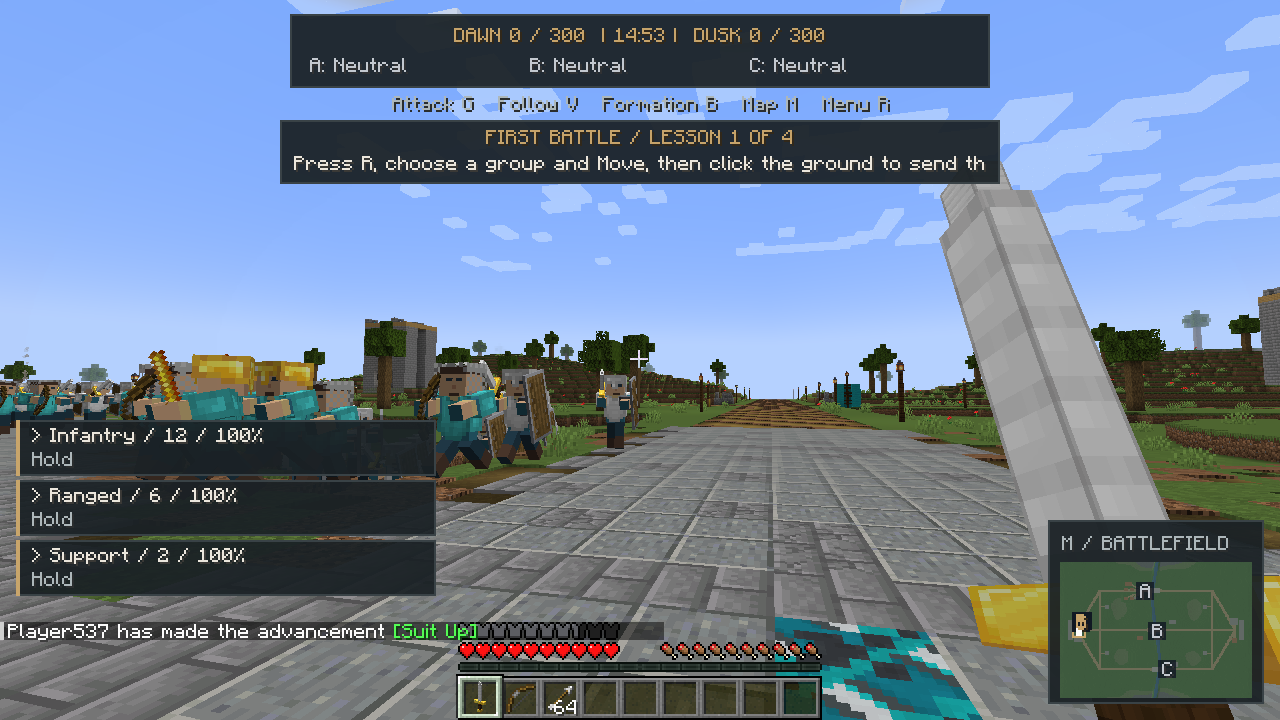 DAWN 0 / 300 | 14:53 | DUSK 0 / 300
A: Neutral B: Neutral C: Neutral
Attack G Follow V Formation B Map M Menu R
FIRST BATTLE / LESSON 1 OF 4
Press R, choose a group and Move, then click the ground to send th
> Infantry / 12 / 100%
Hold
> Ranged / 6 / 100%
Hold
> Support / 2 / 100%
Hold
M / BATTLEFIELD
A
B
C
Player537 has made the advancement [Suit Up]
64